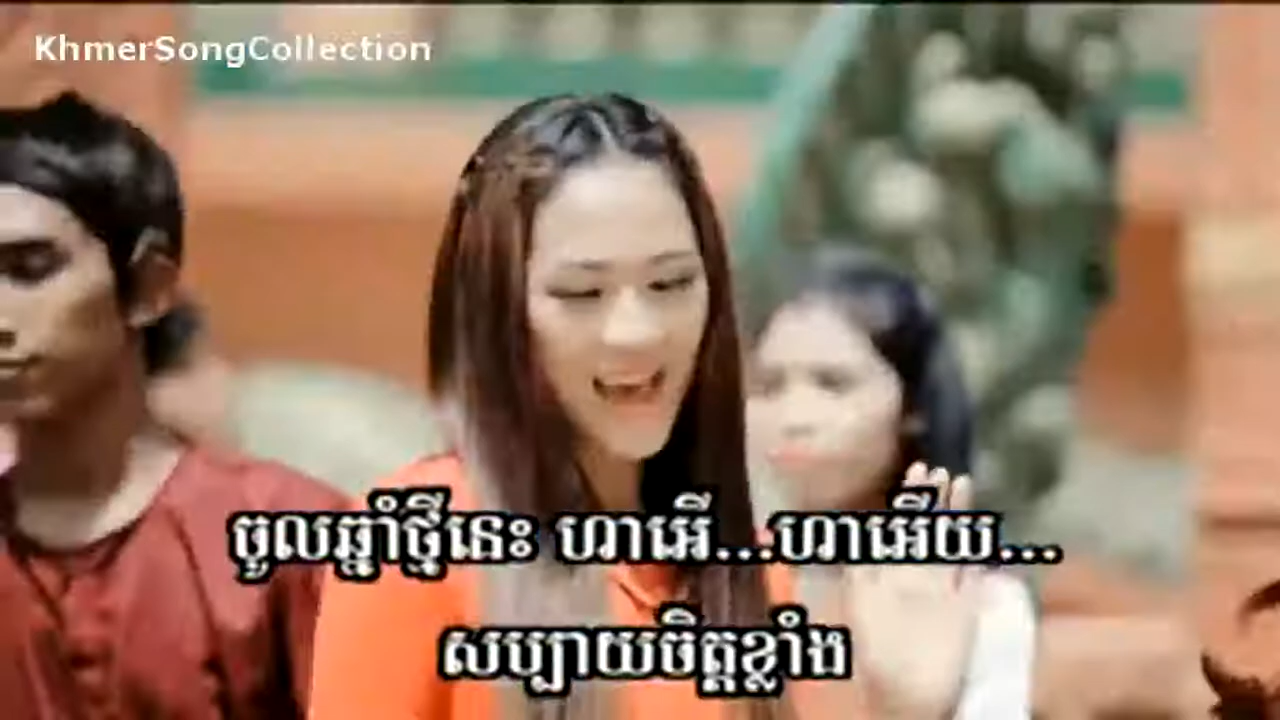 KhmerSongCollection
ចូលឆ្នាំថ្មីនេះ ហាអើ...ហាអើយ...
សប្បាយចិត្តខ្លាំង